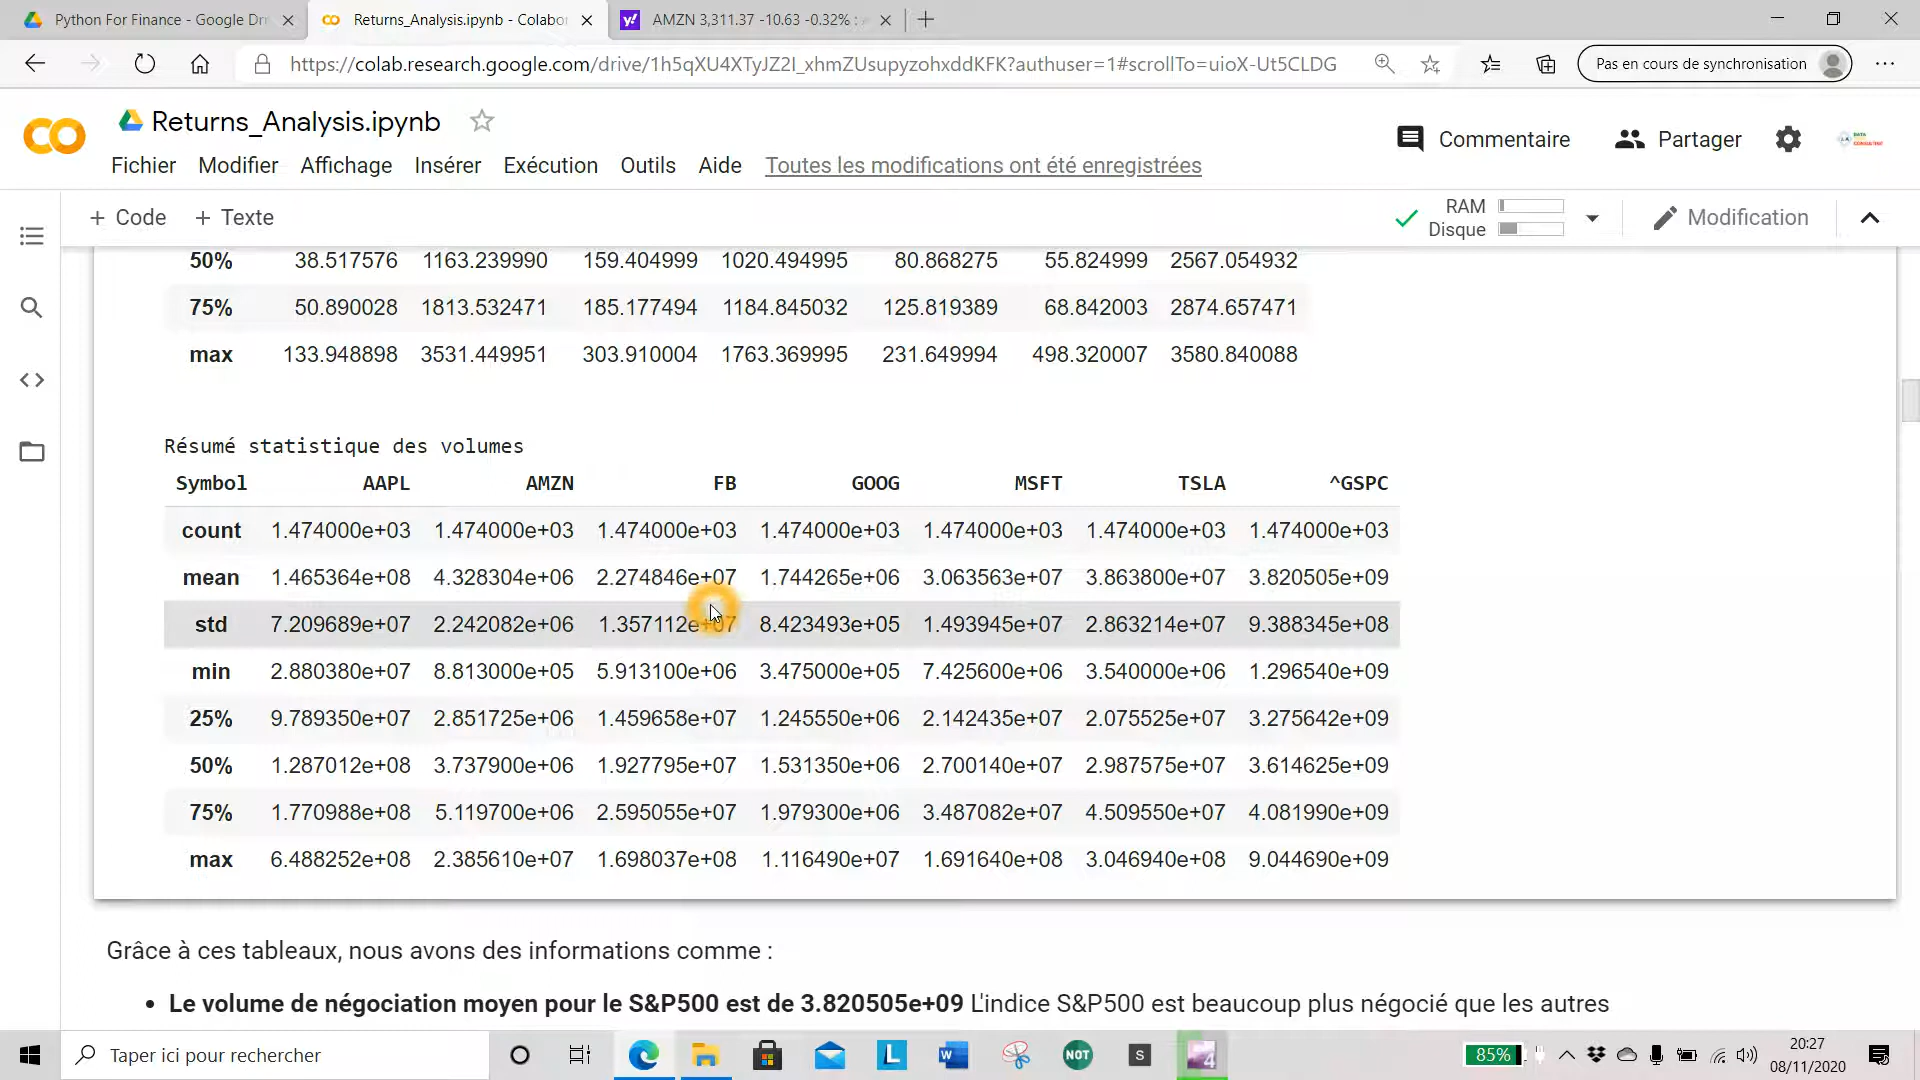 Python For Finance - Google Dri
Returns_Analysis.ipynb - Colabor
AMZN 3,311.37 -10.63 -0.32% :
https://colab.research.google.com/drive/1h5qXU4XTyJZ2I_xhmZUsupyzohxddKFK?authuser=1#scrollTo=uioX-Ut5CLDG
Pas en cours de synchronisation
Returns_Analysis.ipynb
Commentaire
Partager
Fichier Modifier Affichage Insérer Exécution Outils Aide Toutes les modifications ont été enregistrées
+ Code + Texte
RAM
Disque
Modification
50% 38.517576 1163.239990 159.404999 1020.494995 80.868275 55.824999 2567.054932
75% 50.890028 1813.532471 185.177494 1184.845032 125.819389 68.842003 2874.657471
max 133.948898 3531.449951 303.910004 1763.369995 231.649994 498.320007 3580.840088
Résumé statistique des volumes
Symbol AAPL AMZN FB GOOG MSFT TSLA ^GSPC
count 1.474000e+03 1.474000e+03 1.474000e+03 1.474000e+03 1.474000e+03 1.474000e+03 1.474000e+03
mean 1.465364e+08 4.328304e+06 2.274846e+07 1.744265e+06 3.063563e+07 3.863800e+07 3.820505e+09
std 7.209689e+07 2.242082e+06 1.357112e+07 8.423493e+05 1.493945e+07 2.863214e+07 9.388345e+08
min 2.880380e+07 8.813000e+05 5.913100e+06 3.475000e+05 7.425600e+06 3.540000e+06 1.296540e+09
25% 9.789350e+07 2.851725e+06 1.459658e+07 1.245550e+06 2.142435e+07 2.075525e+07 3.275642e+09
50% 1.287012e+08 3.737900e+06 1.927795e+07 1.531350e+06 2.700140e+07 2.987575e+07 3.614625e+09
75% 1.770988e+08 5.119700e+06 2.595055e+07 1.979300e+06 3.487082e+07 4.509550e+07 4.081990e+09
max 6.488252e+08 2.385610e+07 1.698037e+08 1.116490e+07 1.691640e+08 3.046940e+08 9.044690e+09
Grâce à ces tableaux, nous avons des informations comme :
• Le volume de négociation moyen pour le S&P500 est de 3.820505e+09 L'indice S&P500 est beaucoup plus négocié que les autres
Taper ici pour rechercher
NOT
85%
20:27
08/11/2020